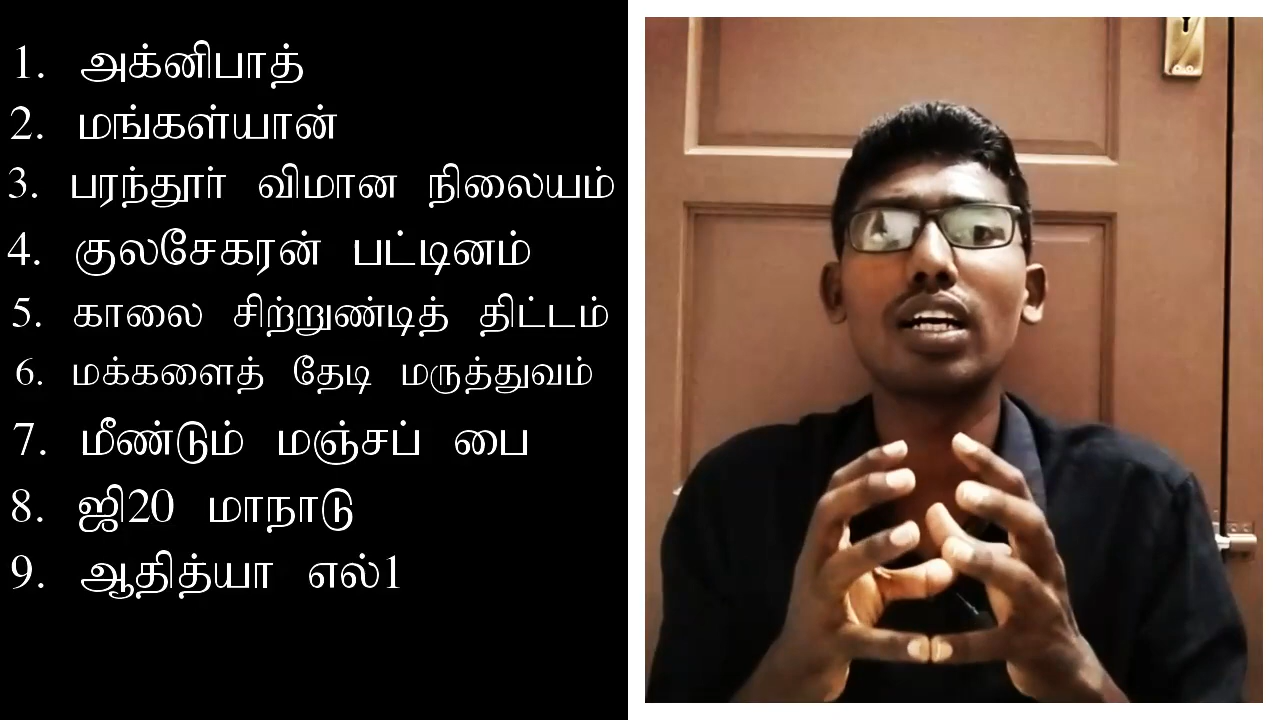 1. அக்னிபாத்
2. மங்கள்யான்
3. பரந்தூர் விமான நிலையம்
4. குலசேகரன் பட்டினம்
5. காலை சிற்றுண்டித் திட்டம்
6. மக்களைத் தேடி மருத்துவம்
7. மீண்டும் மஞ்சப் பை
8. ஜி20 மாநாடு
9. ஆதித்யா எல்1